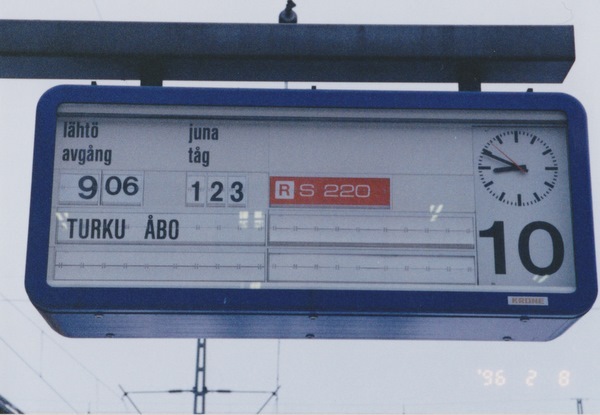 lähtö juna
avgång tåg
9 06 123 R S 220
TURKU ÅBO
10
KRONE
'96 2 8